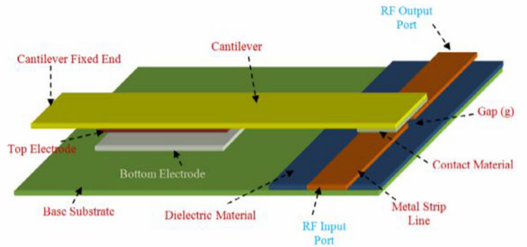 RF Output
Port
Cantilever
Cantilever Fixed End
Gap (g)
Top Electrode
Contact Material
Bottom Electrode
Base Substrate
Dielectric Material
Metal Strip
Line
RF Input
Port